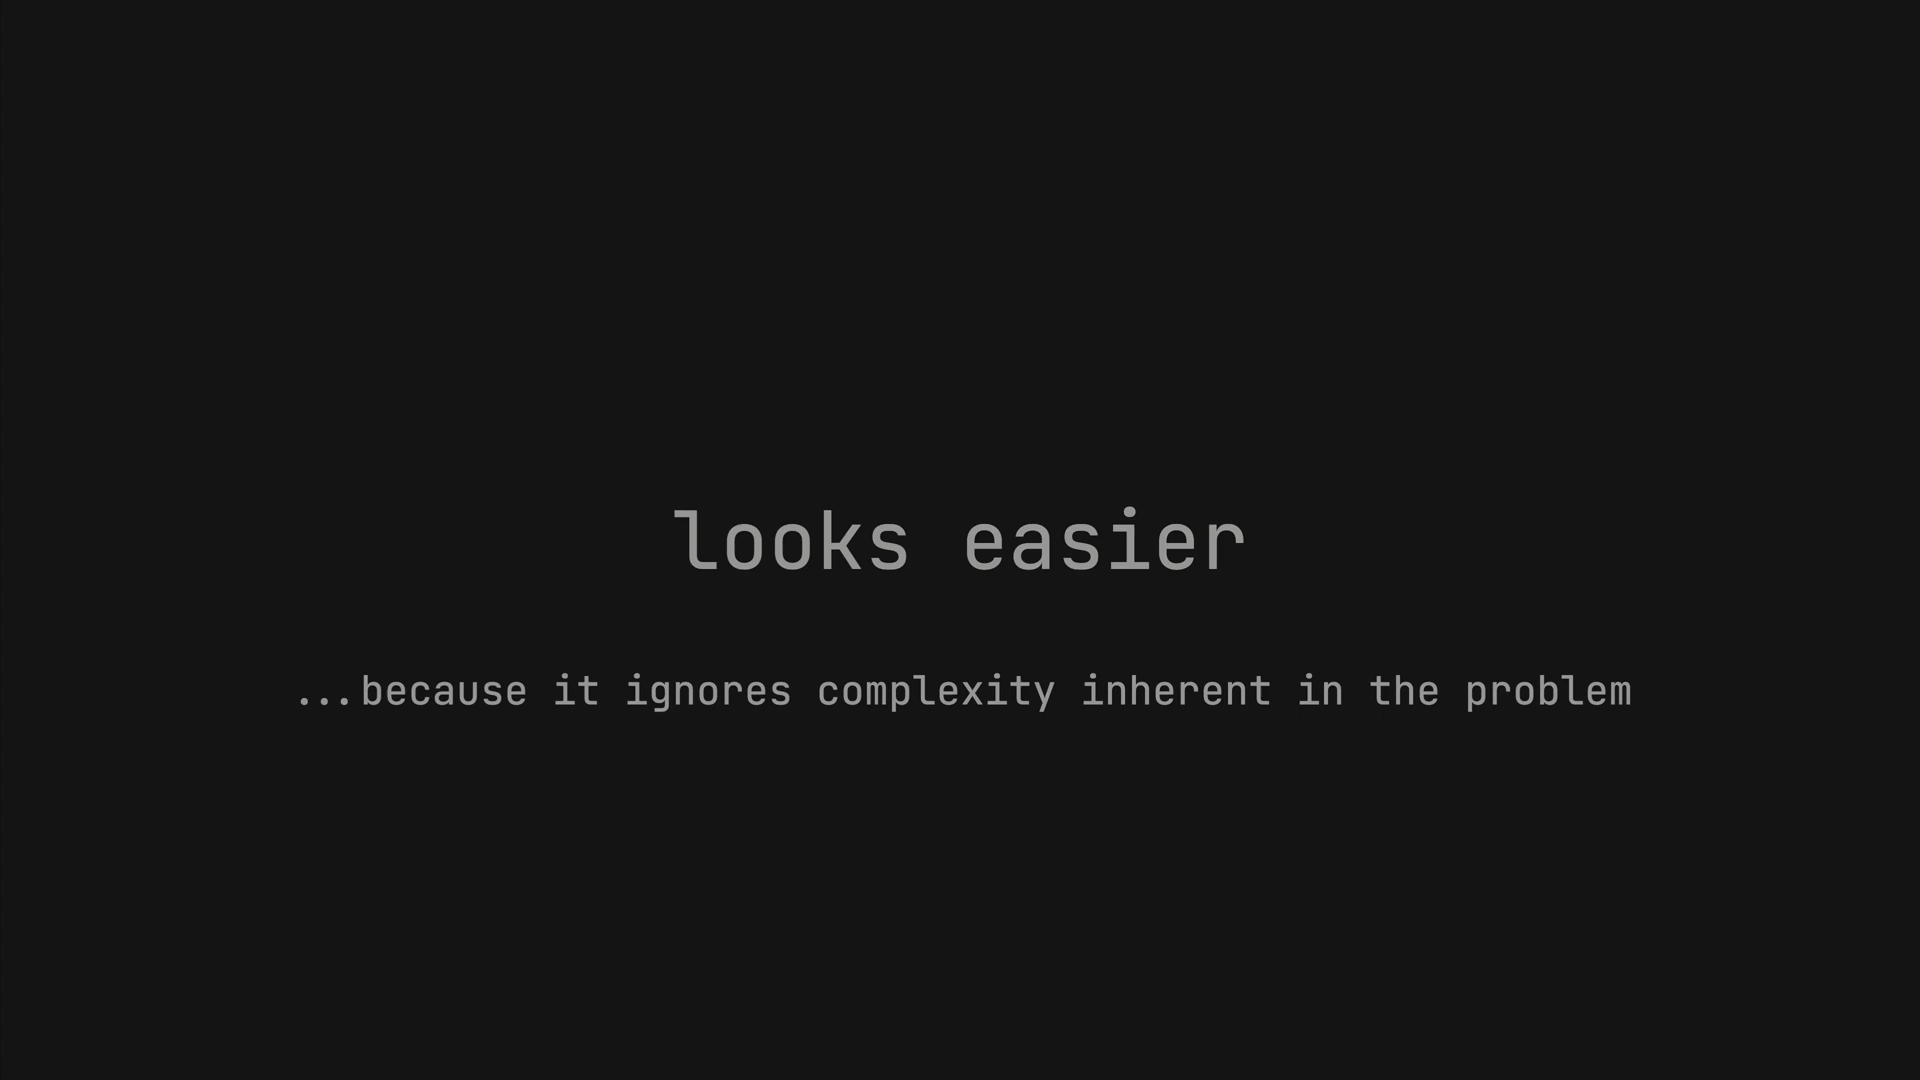 looks easier
...because it ignores complexity inherent in the problem